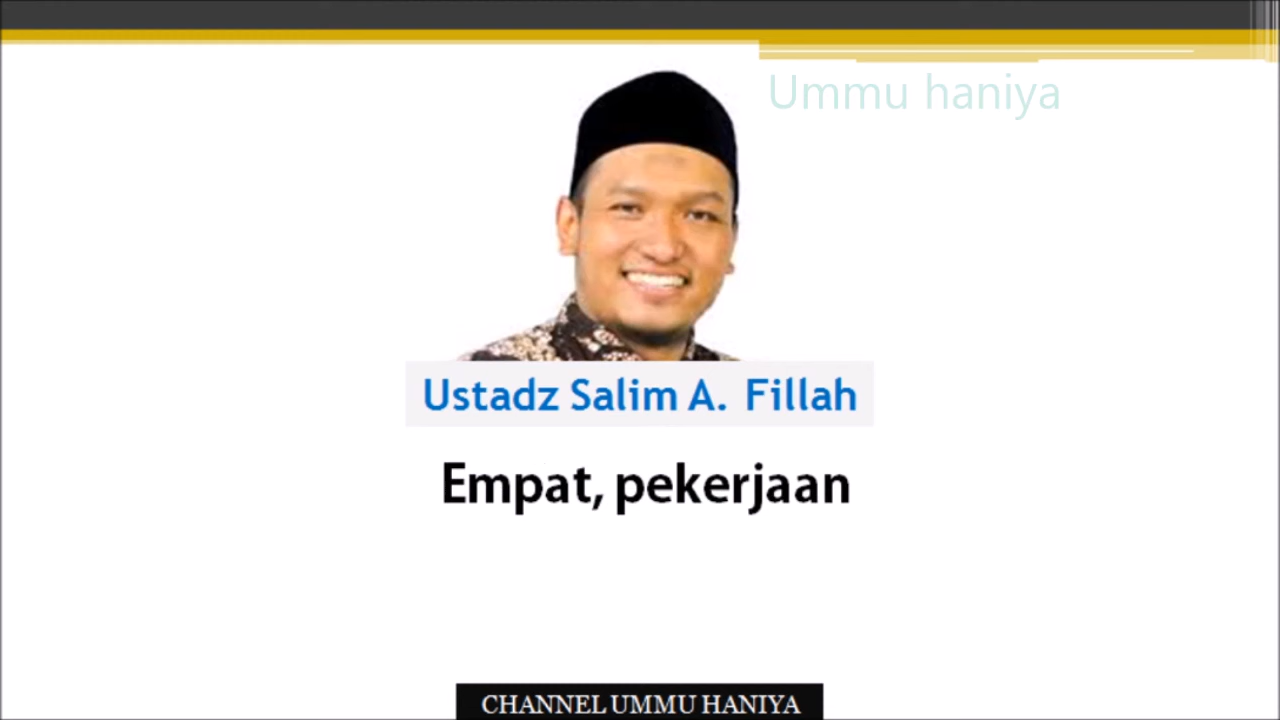 Ummu haniya
Ustadz Salim A. Fillah
Empat, pekerjaan
CHANNEL UMMU HANIYA